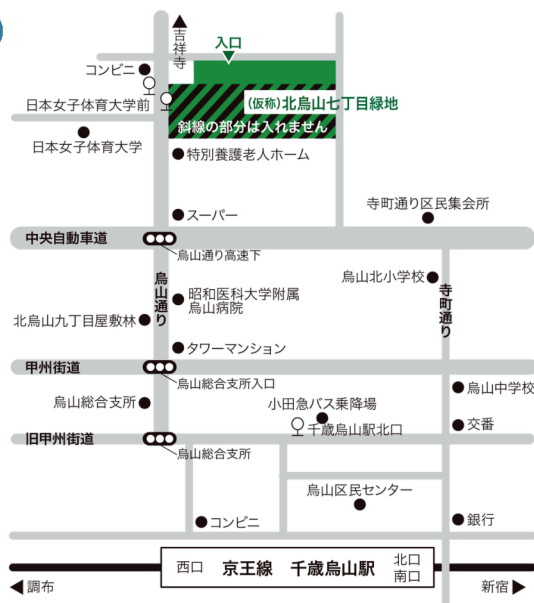 吉祥寺
入口
コンビニ
(仮称)北烏山七丁目緑地
日本女子体育大学前
斜線の部分は入れません
日本女子体育大学
特別養護老人ホーム
寺町通り区民集会所
スーパー
中央自動車道
烏山通り高速下
烏山北小学校
烏山通り
寺町通り
昭和医科大学附属
烏山病院
北烏山九丁目屋敷林
タワーマンション
甲州街道
烏山総合支所入口
烏山中学校
烏山総合支所
小田急バス乗降場
千歳烏山駅北口
交番
旧甲州街道
烏山総合支所
烏山区民センター
コンビニ
銀行
西口 京王線 千歳烏山駅 北口
南口
調布
新宿